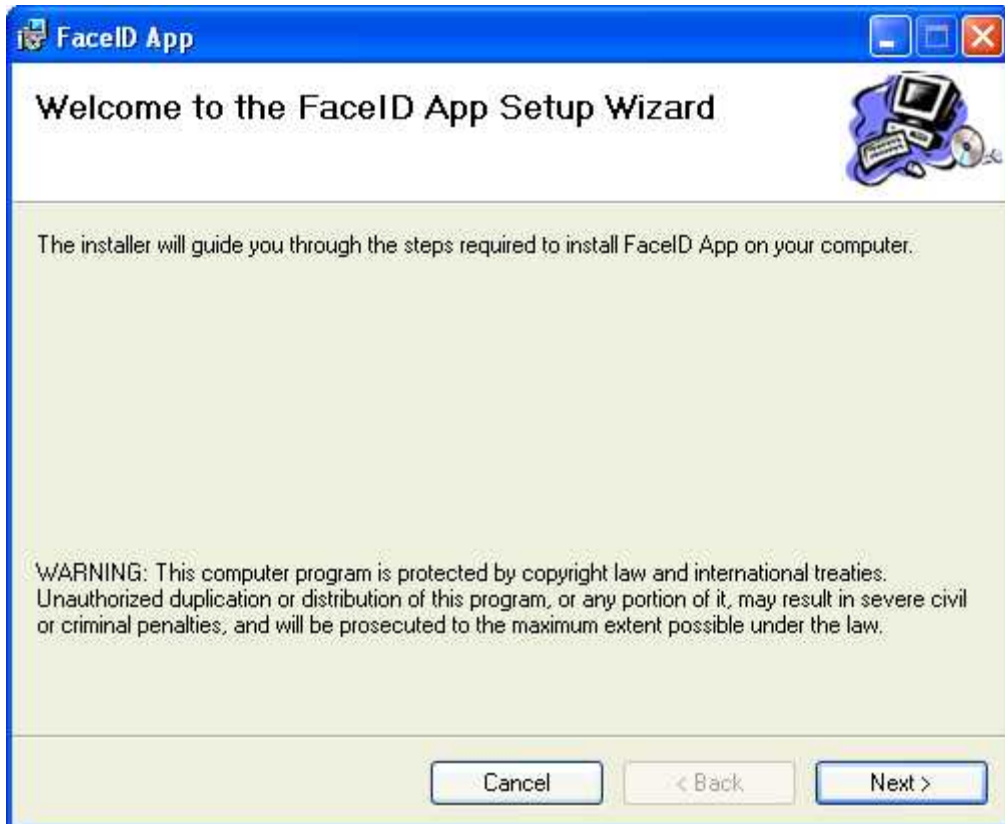 FaceID App
Welcome to the FaceID App Setup Wizard
The installer will guide you through the steps required to install FaceID App on your computer.
WARNING: This computer program is protected by copyright law and international treaties.
Unauthorized duplication or distribution of this program, or any portion of it, may result in severe civil
or criminal penalties, and will be prosecuted to the maximum extent possible under the law.
Cancel
< Back
Next >